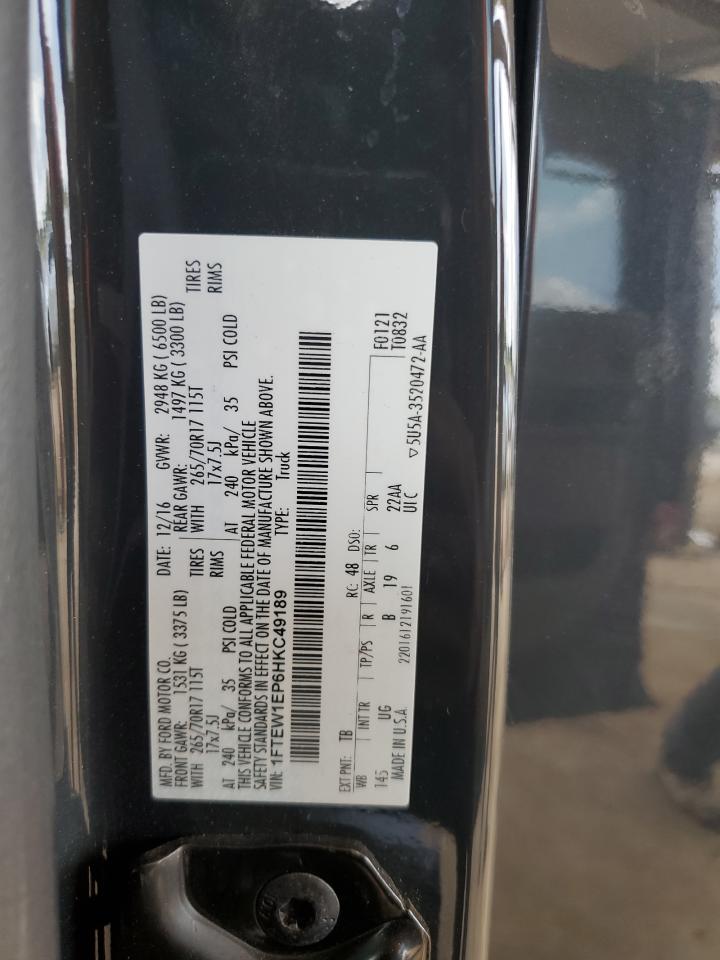 MFD. BY FORD MOTOR CO. DATE: 12/16 GVWR: 2948 KG ( 6500 LB)
FRONT GAWR: 1531 KG ( 3375 LB) REAR GAWR: 1497 KG ( 3300 LB)
WITH 265/70R17 115T TIRES WITH 265/70R17 115T TIRES
17x7.5J RIMS 17x7.5J RIMS
AT 240 kPa/ 35 PSI COLD AT 240 kPa/ 35 PSI COLD
THIS VEHICLE CONFORMS TO ALL APPLICABLE FEDERAL MOTOR VEHICLE
SAFETY STANDARDS IN EFFECT ON THE DATE OF MANUFACTURE SHOWN ABOVE.
VIN: 1FTEW1EP6HKC49189 TYPE: Truck
EXT PNT: TB RC: 48 DSO:
WB INT TR TP/PS R AXLE TR SPR F0121
145 UG B 19 6 22AA T0832
UIC
MADE IN U.S.A. 2201612191601 ▽5U5A-3520472-AA